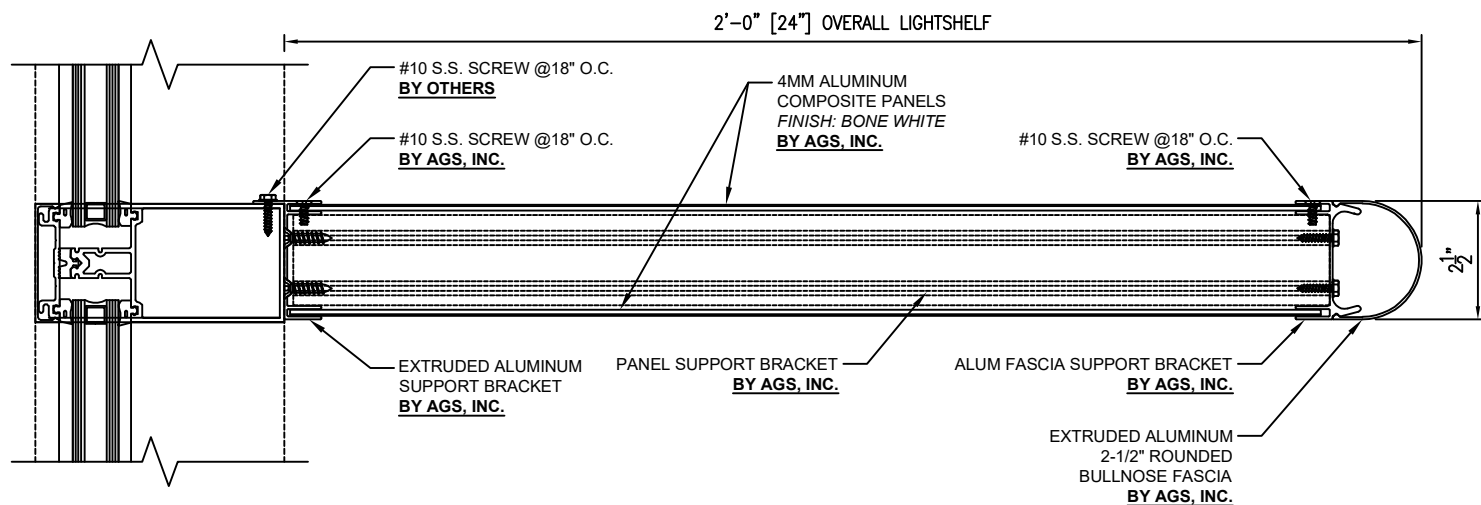 2'-0" [24"] OVERALL LIGHTSHELF
#10 S.S. SCREW @18" O.C.
BY OTHERS
#10 S.S. SCREW @18" O.C.
BY AGS, INC.
4MM ALUMINUM
COMPOSITE PANELS
FINISH: BONE WHITE
BY AGS, INC.
#10 S.S. SCREW @18" O.C.
BY AGS, INC.
2 1/2"
EXTRUDED ALUMINUM
SUPPORT BRACKET
BY AGS, INC.
PANEL SUPPORT BRACKET
BY AGS, INC.
ALUM FASCIA SUPPORT BRACKET
BY AGS, INC.
EXTRUDED ALUMINUM
2-1/2" ROUNDED
BULLNOSE FASCIA
BY AGS, INC.